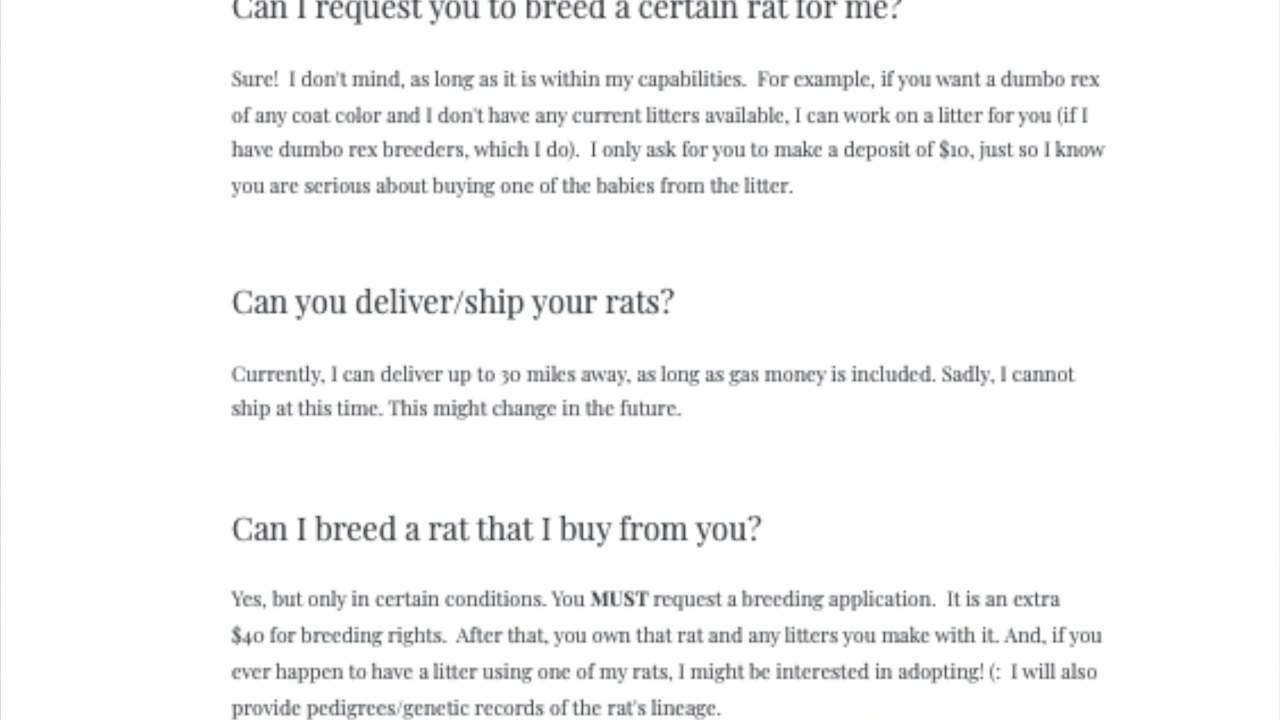 Can I request you to breed a certain rat for me?
Sure!  I don't mind, as long as it is within my capabilities.  For example, if you want a dumbo rex
of any coat color and I don't have any current litters available, I can work on a litter for you (if I
have dumbo rex breeders, which I do).  I only ask for you to make a deposit of $10, just so I know
you are serious about buying one of the babies from the litter.
Can you deliver/ship your rats?
Currently, I can deliver up to 30 miles away, as long as gas money is included. Sadly, I cannot
ship at this time. This might change in the future.
Can I breed a rat that I buy from you?
Yes, but only in certain conditions. You MUST request a breeding application.  It is an extra
$40 for breeding rights.  After that, you own that rat and any litters you make with it. And, if you
ever happen to have a litter using one of my rats, I might be interested in adopting! (:  I will also
provide pedigrees/genetic records of the rat's lineage.